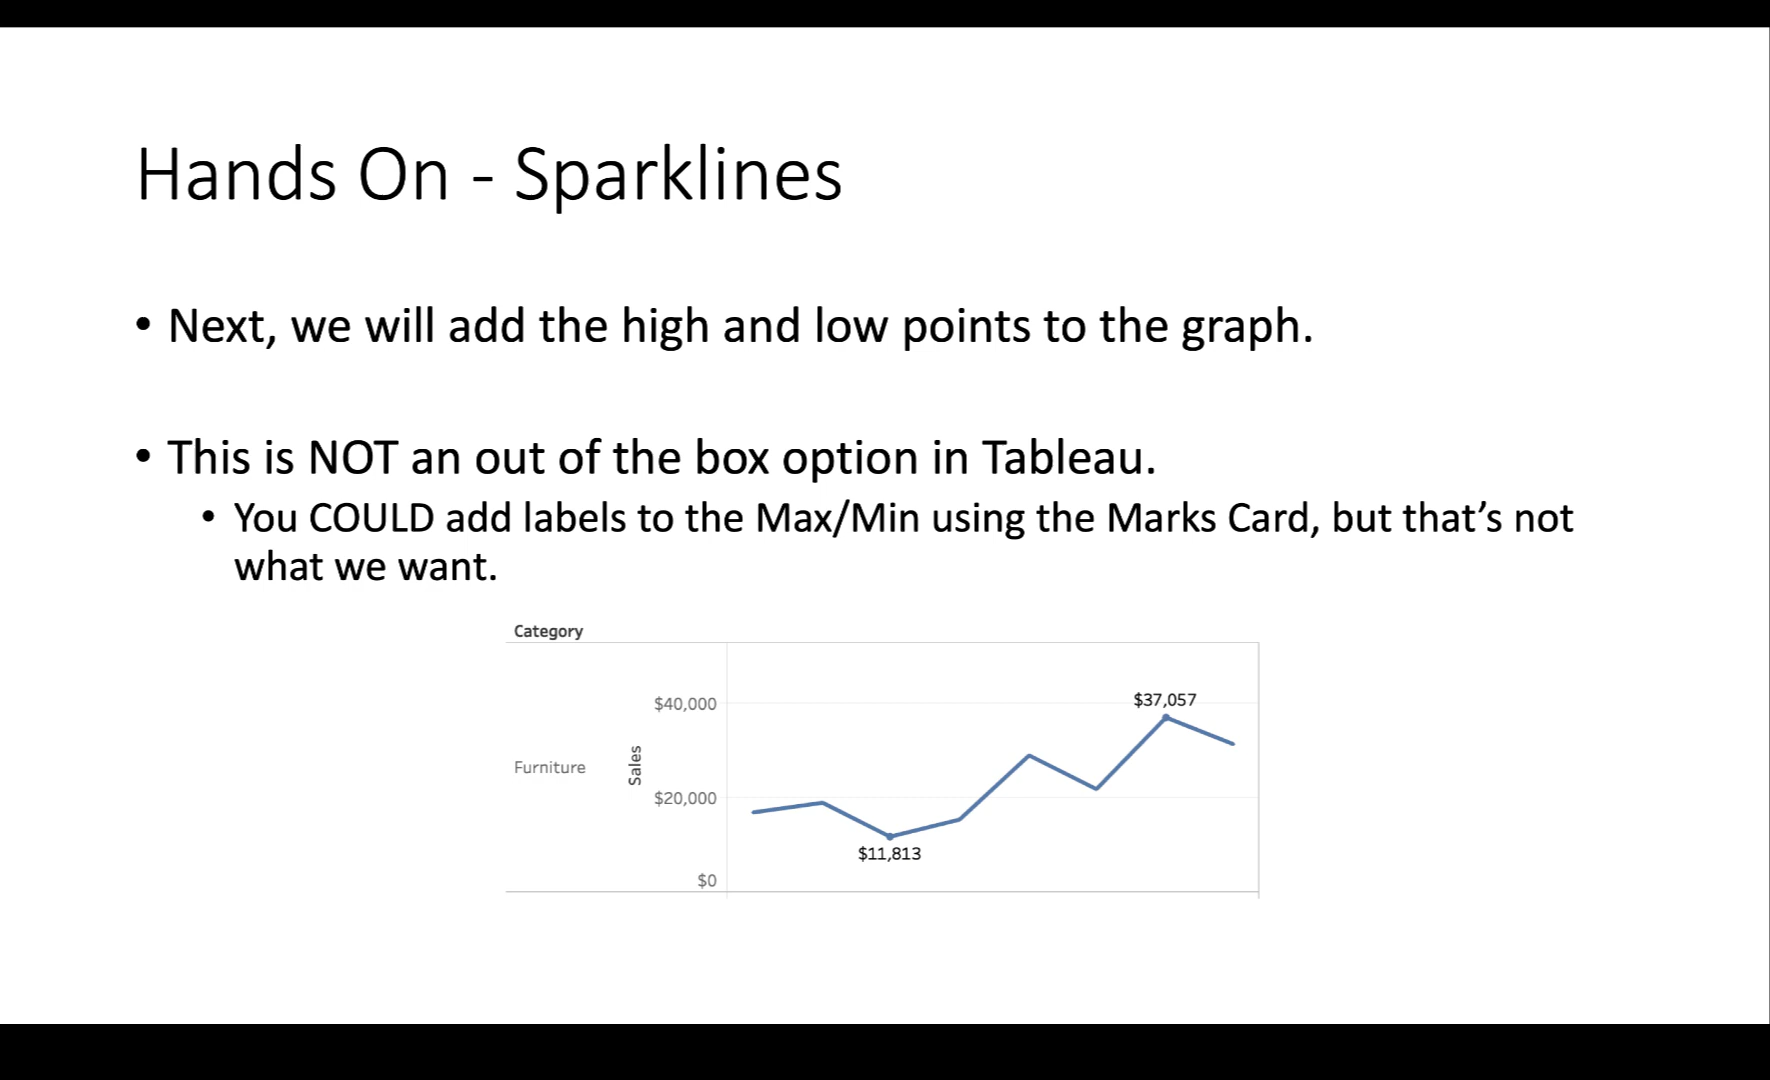 Hands On - Sparklines
• Next, we will add the high and low points to the graph.
• This is NOT an out of the box option in Tableau.
• You COULD add labels to the Max/Min using the Marks Card, but that’s not
what we want.
Category
Furniture
Sales
$40,000
$20,000
$0
$37,057
$11,813